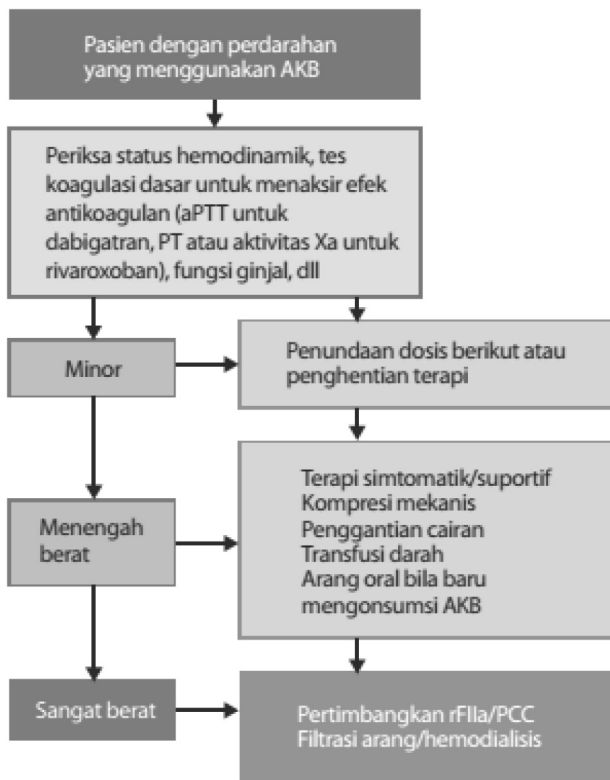 Pasien dengan perdarahan
yang menggunakan AKB
Periksa status hemodinamik, tes
koagulasi dasar untuk menaksir efek
antikoagulan (aPTT untuk
dabigatran, PT atau aktivitas Xa untuk
rivaroxoban), fungsi ginjal, dll
Minor
Penundaan dosis berikut atau
penghentian terapi
Menengah
berat
Terapi simtomatik/suportif
Kompresi mekanis
Penggantian cairan
Transfusi darah
Arang oral bila baru
mengonsumsi AKB
Sangat berat
Pertimbangkan rFIIa/PCC
Filtrasi arang/hemodialisis